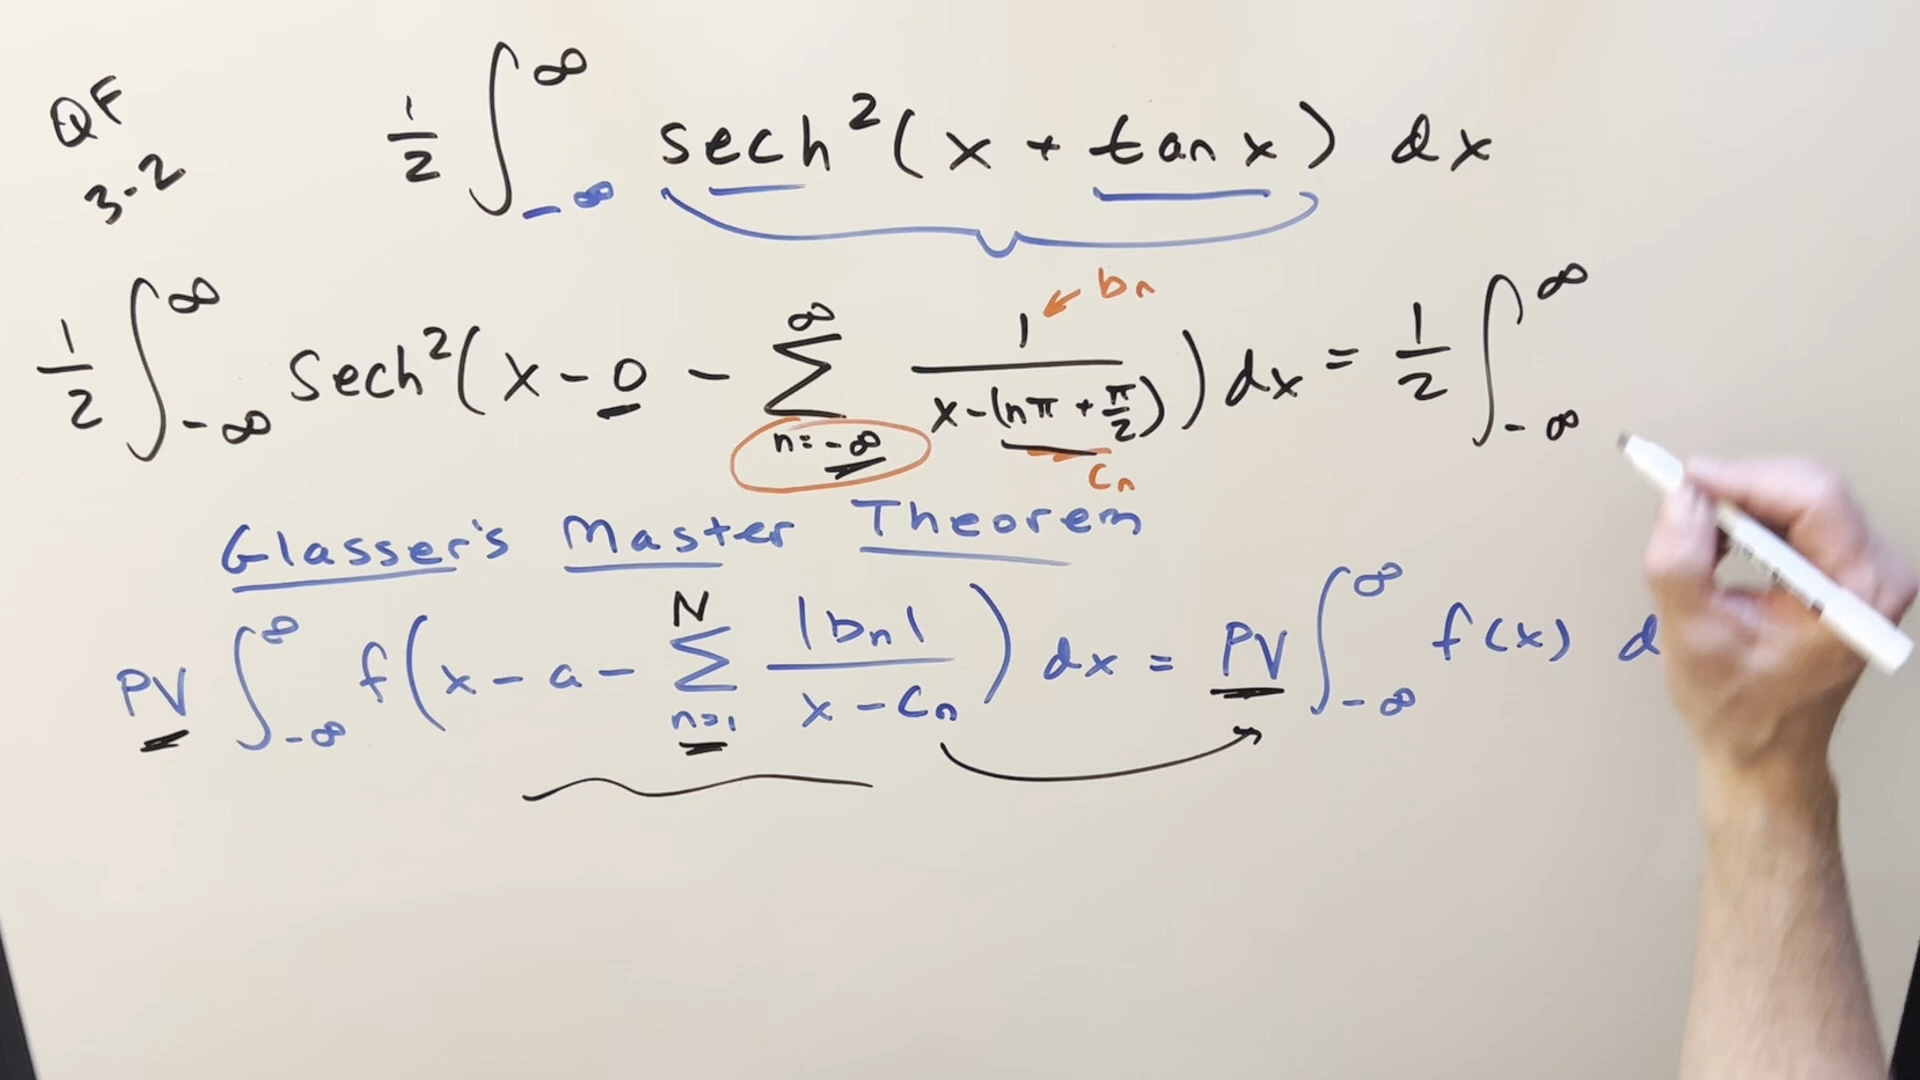 QF
3-2
1/2 ∫_{-∞}^{∞} sech²(x + tan x) dx
1/2 ∫_{-∞}^{∞} sech²(x - 0 - Σ_{n=-∞}^{∞} 1/(x-(nπ + π/2))) dx = 1/2 ∫_{-∞}^{∞}
bn
cn
Glasser's Master Theorem
PV ∫_{-∞}^{∞} f(x - a - Σ_{n=1}^{N} |bn|/(x - cn)) dx = PV ∫_{-∞}^{∞} f(x) d